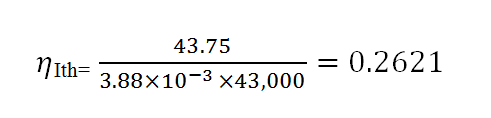 η_Ith= 43.75 / 3.88×10⁻³ ×43,000 = 0.2621